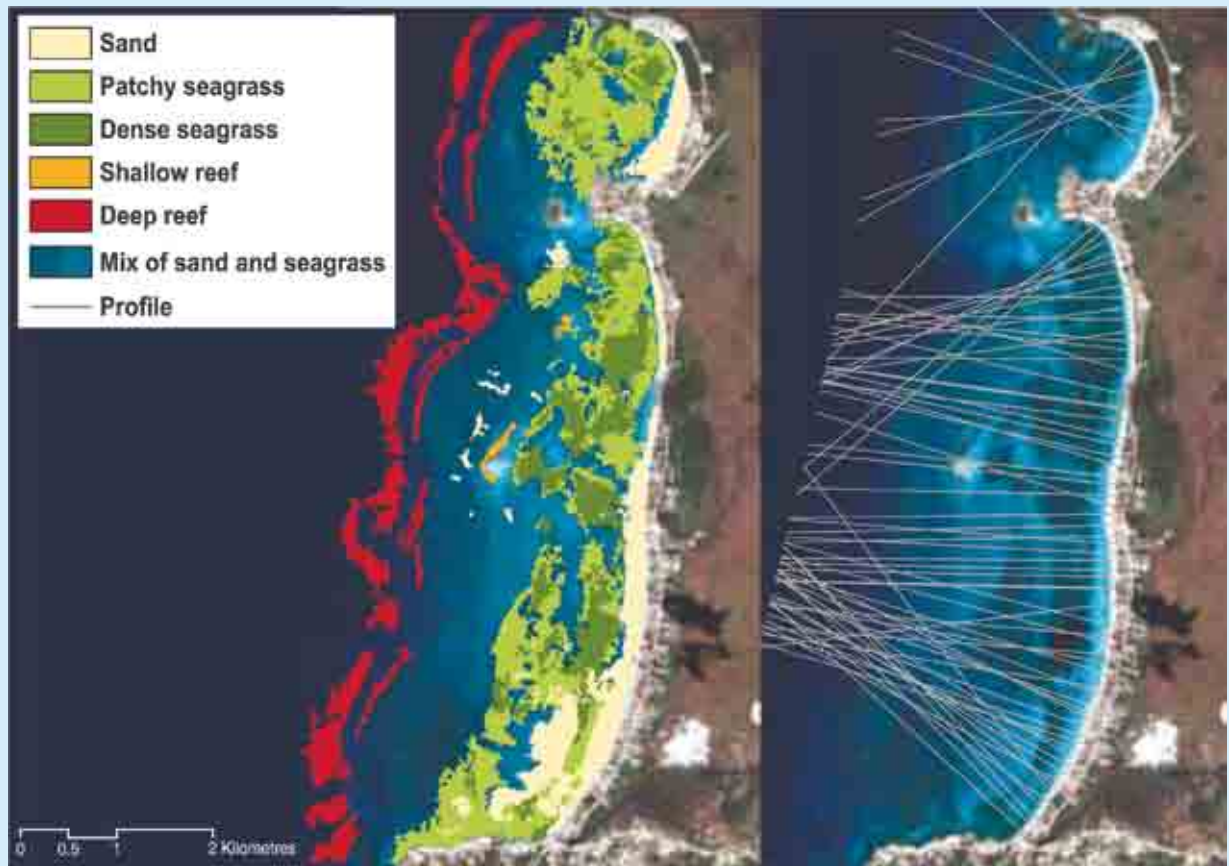 Sand
Patchy seagrass
Dense seagrass
Shallow reef
Deep reef
Mix of sand and seagrass
Profile
0 0.5 1 2 Kilometres